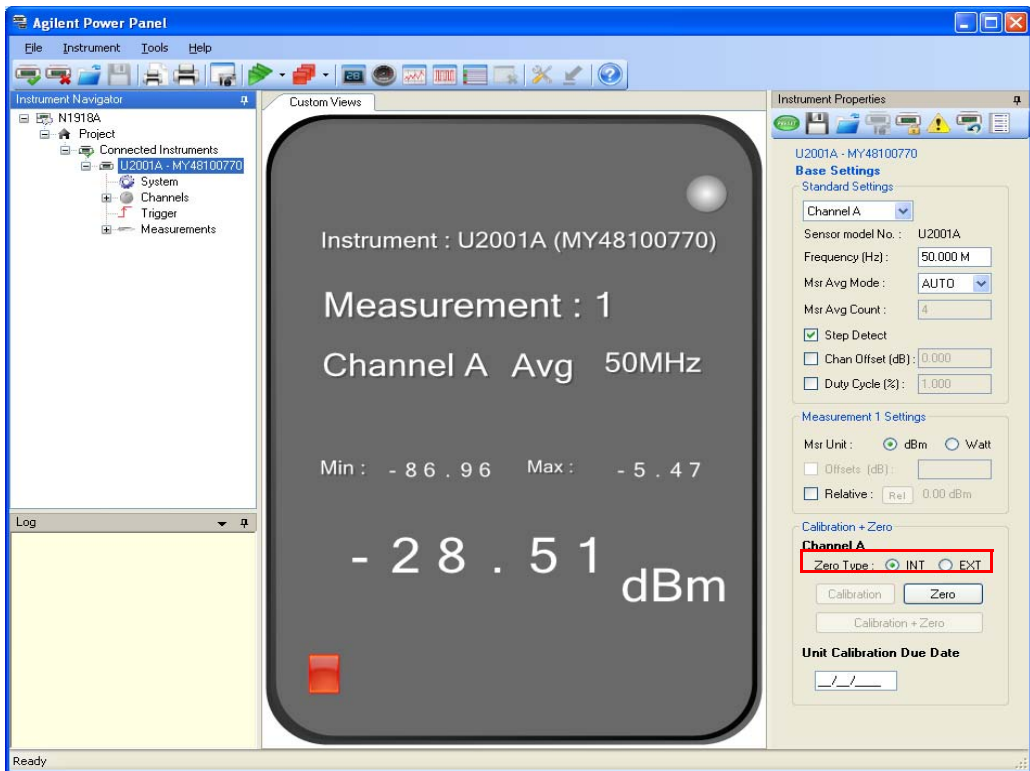 Agilent Power Panel
File Instrument Tools Help
Instrument Navigator
N1918A
Project
Connected Instruments
U2001A - MY48100770
System
Channels
Trigger
Measurements
Log
Custom Views
Instrument : U2001A (MY48100770)
Measurement : 1
Channel A Avg 50MHz
Min : - 86.96 Max : - 5.47
- 28.51 dBm
Instrument Properties
PRESET
U2001A - MY48100770
Base Settings
Standard Settings
Channel A
Sensor model No. : U2001A
Frequency (Hz) : 50.000 M
Msr Avg Mode : AUTO
Msr Avg Count : 4
Step Detect
Chan Offset (dB) : 0.000
Duty Cycle (%) : 1.000
Measurement 1 Settings
Msr Unit : dBm Watt
Offsets (dB) :
Relative : Rel 0.00 dBm
Calibration + Zero
Channel A
Zero Type : INT EXT
Calibration Zero
Calibration + Zero
Unit Calibration Due Date
__/__/____
Ready